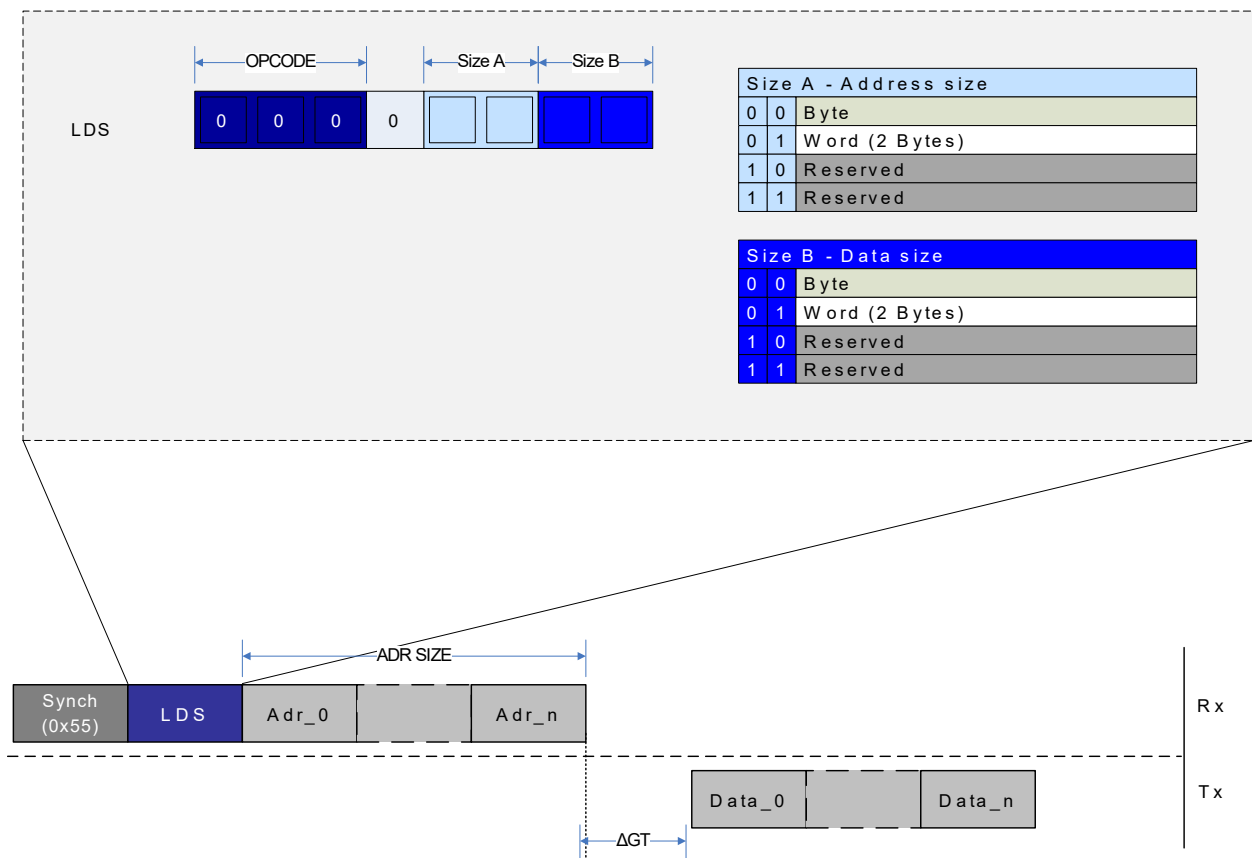 OPCODE Size A Size B
LDS
0 0 0 0
Size A - Address size
0 0 Byte
0 1 Word (2 Bytes)
1 0 Reserved
1 1 Reserved
Size B - Data size
0 0 Byte
0 1 Word (2 Bytes)
1 0 Reserved
1 1 Reserved
ADR SIZE
Synch
(0x55)
LDS
Adr_0
Adr_n
Rx
Data_0
Data_n
Tx
ΔGT